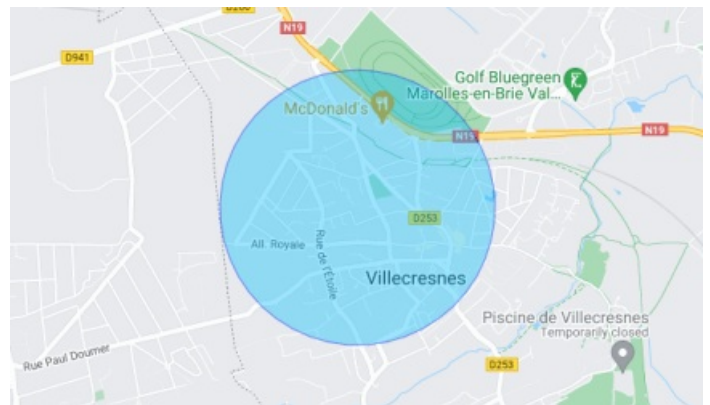 N19
D941
Golf Bluegreen
Marolles-en-Brie Val...
McDonald's
N19
N19
D253
All. Royale
Rue de l'Étoile
Villecresnes
Piscine de Villecresnes
Temporarily closed
Rue Paul Doumer
D253